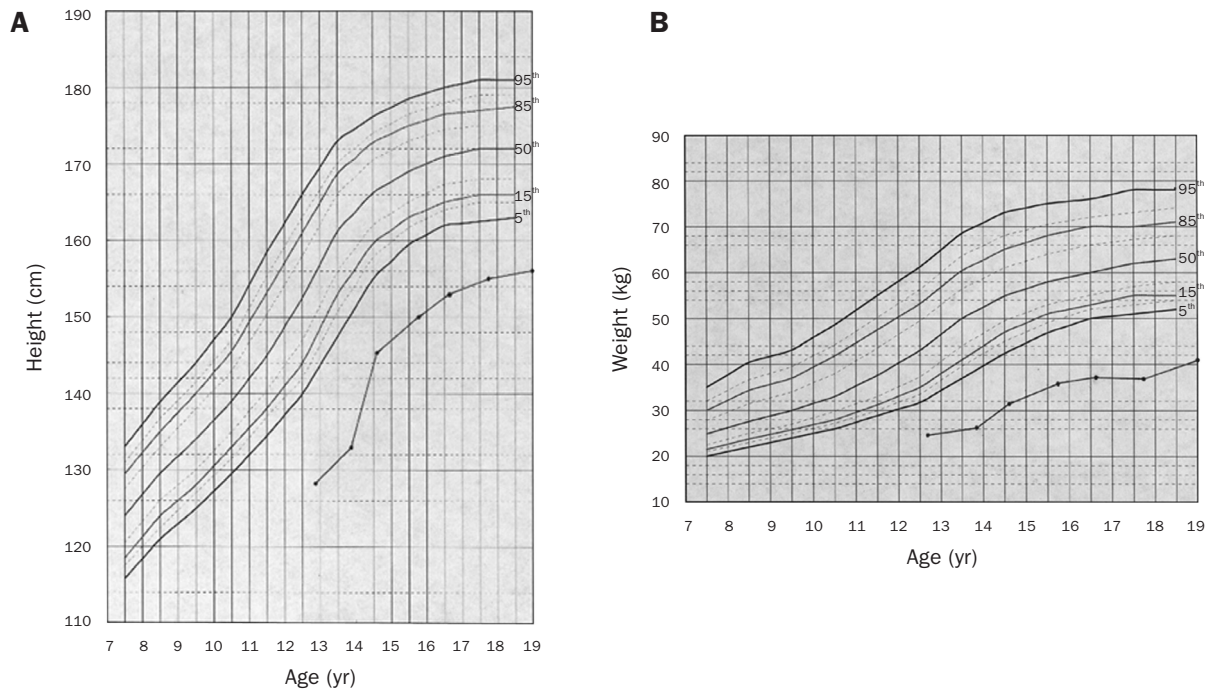 A
190
180
170
160
150
140
130
120
110
Height (cm)
95th
85th
50th
15th
5th
7 8 9 10 11 12 13 14 15 16 17 18 19
Age (yr)
B
90
80
70
60
50
40
30
20
10
Weight (kg)
95th
85th
50th
15th
5th
7 8 9 10 11 12 13 14 15 16 17 18 19
Age (yr)